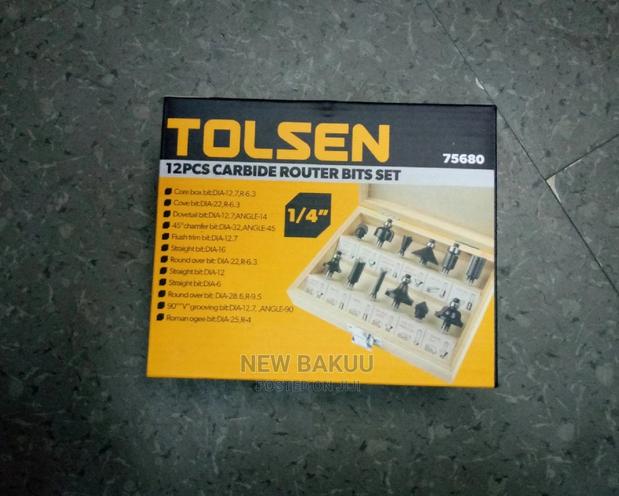 TOLSEN
75680
12PCS CARBIDE ROUTER BITS SET
1/4"
Core box bit:DIA-12.7,R-6.3
Cove bit:DIA-22,R-6.3
Dovetail bit:DIA-12.7,ANGLE-14
45°chamfer bit:DIA-32,ANGLE-45
Flush trim bit:DIA-12.7
Straight bit:DIA-16
Round over bit: DIA-22,R-6.3
Straight bit:DIA-12
Straight bit:DIA-6
Round over bit: DIA-28.6,R-9.5
90°"V"grooving bit:DIA-12.7, ,ANGLE-90
Roman ogee bit:DIA-25,R-4
NEW BAKUU
POSTED ON JIJI